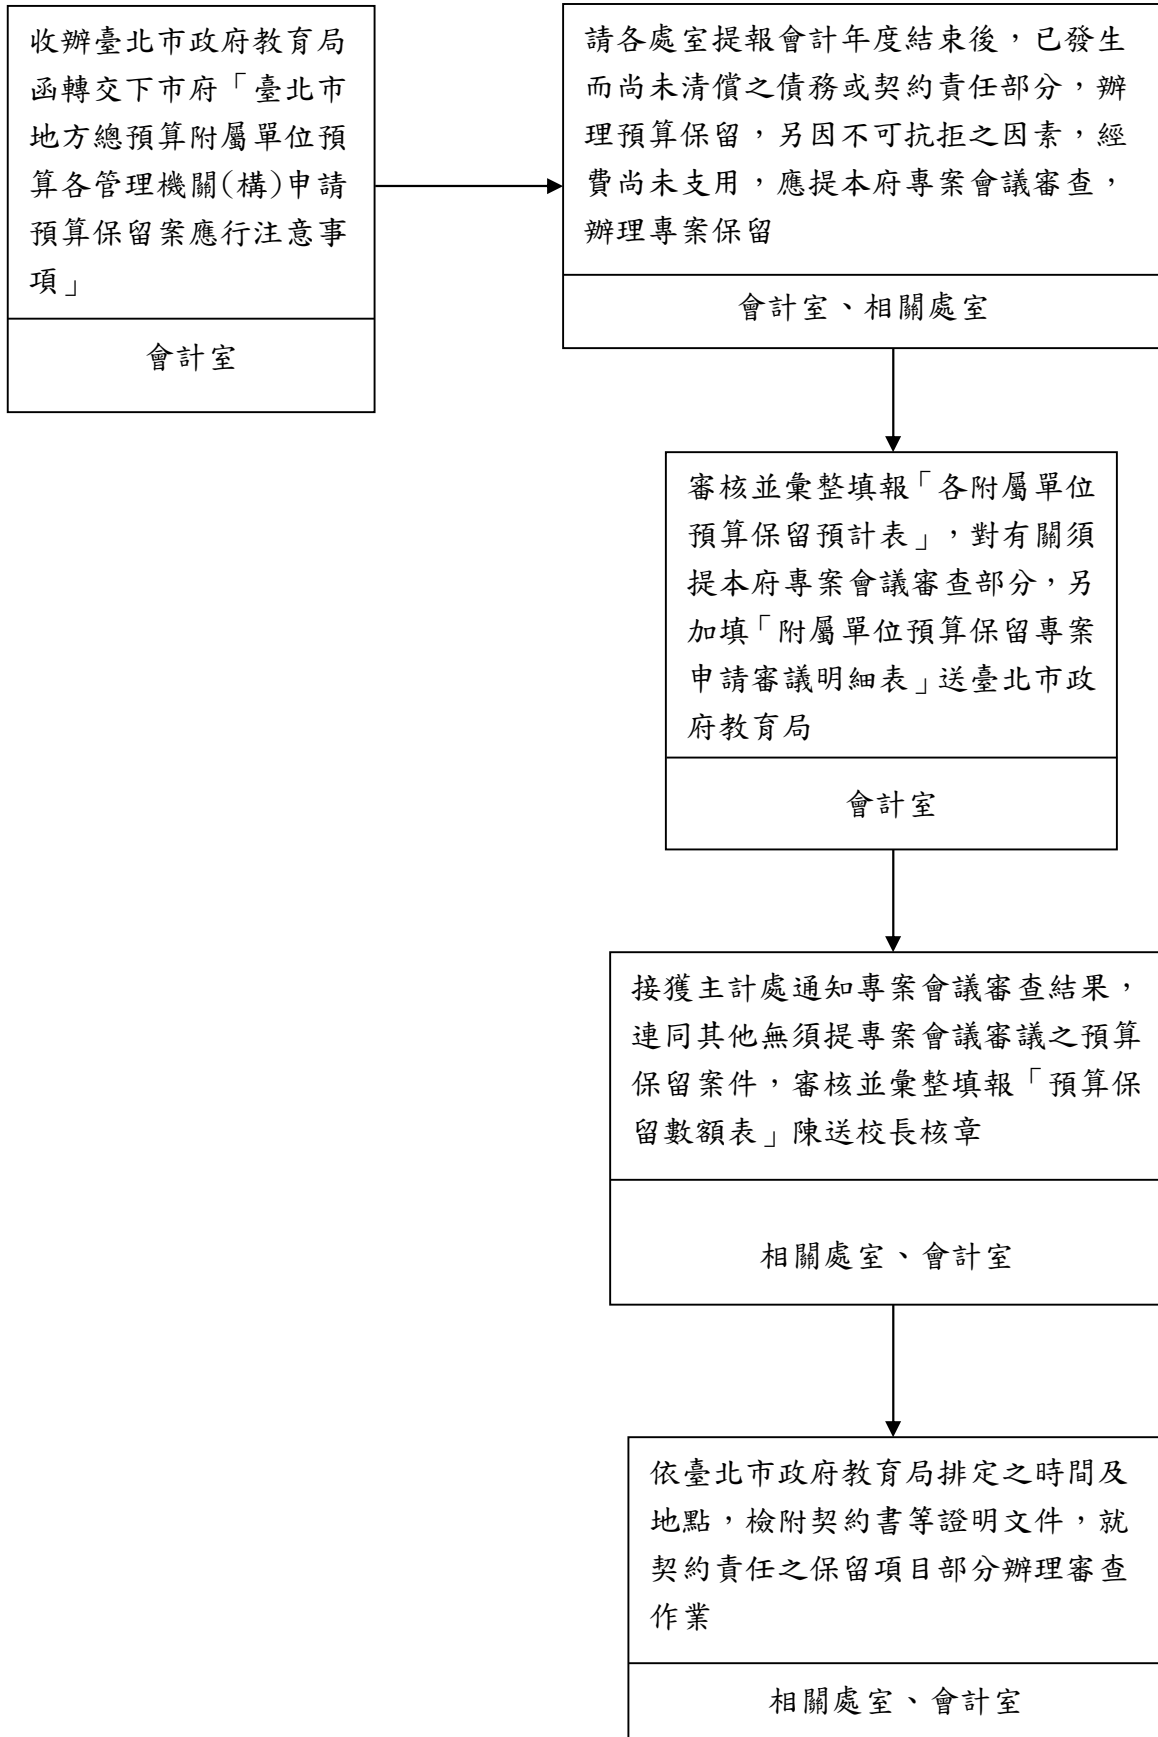 收辦臺北市政府教育局
函轉交下市府「臺北市
地方總預算附屬單位預
算各管理機關(構)申請
預算保留案應行注意事
項」
會計室
請各處室提報會計年度結束後，已發生
而尚未清償之債務或契約責任部分，辦
理預算保留，另因不可抗拒之因素，經
費尚未支用，應提本府專案會議審查，
辦理專案保留
會計室、相關處室
審核並彙整填報「各附屬單位
預算保留預計表」，對有關須
提本府專案會議審查部分，另
加填「附屬單位預算保留專案
申請審議明細表」送臺北市政
府教育局
會計室
接獲主計處通知專案會議審查結果，
連同其他無須提專案會議審議之預算
保留案件，審核並彙整填報「預算保
留數額表」陳送校長核章
相關處室、會計室
依臺北市政府教育局排定之時間及
地點，檢附契約書等證明文件，就
契約責任之保留項目部分辦理審查
作業
相關處室、會計室